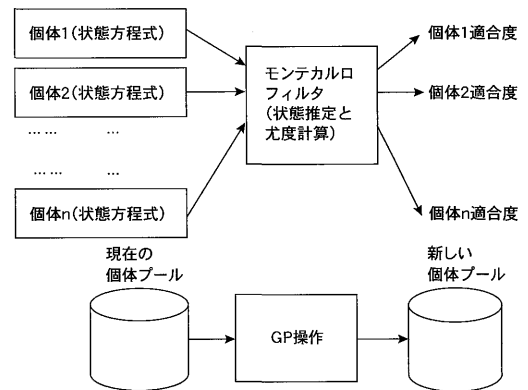 個体1(状態方程式)
個体2(状態方程式)
…… …
…… …
個体n(状態方程式)
モンテカルロ
フィルタ
(状態推定と
尤度計算)
個体1適合度
個体2適合度
個体n適合度
現在の
個体プール
GP操作
新しい
個体プール